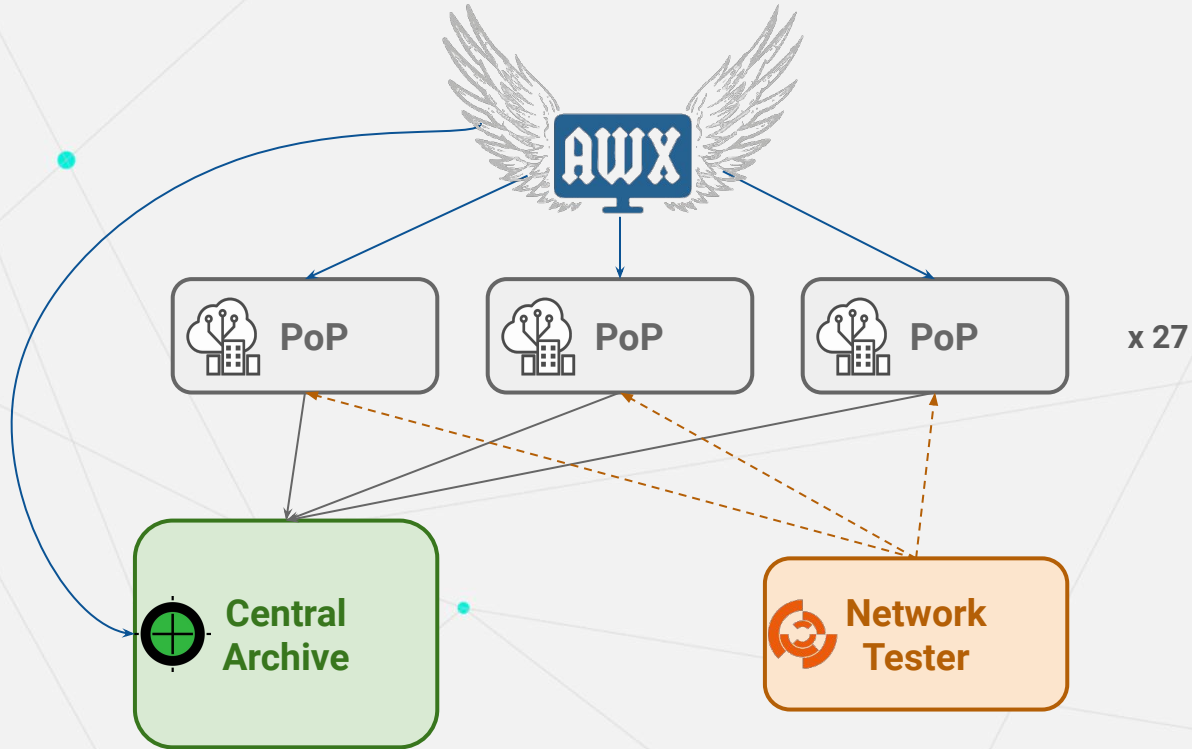 AWX
PoP
PoP
PoP
x 27
Central
Archive
Network
Tester